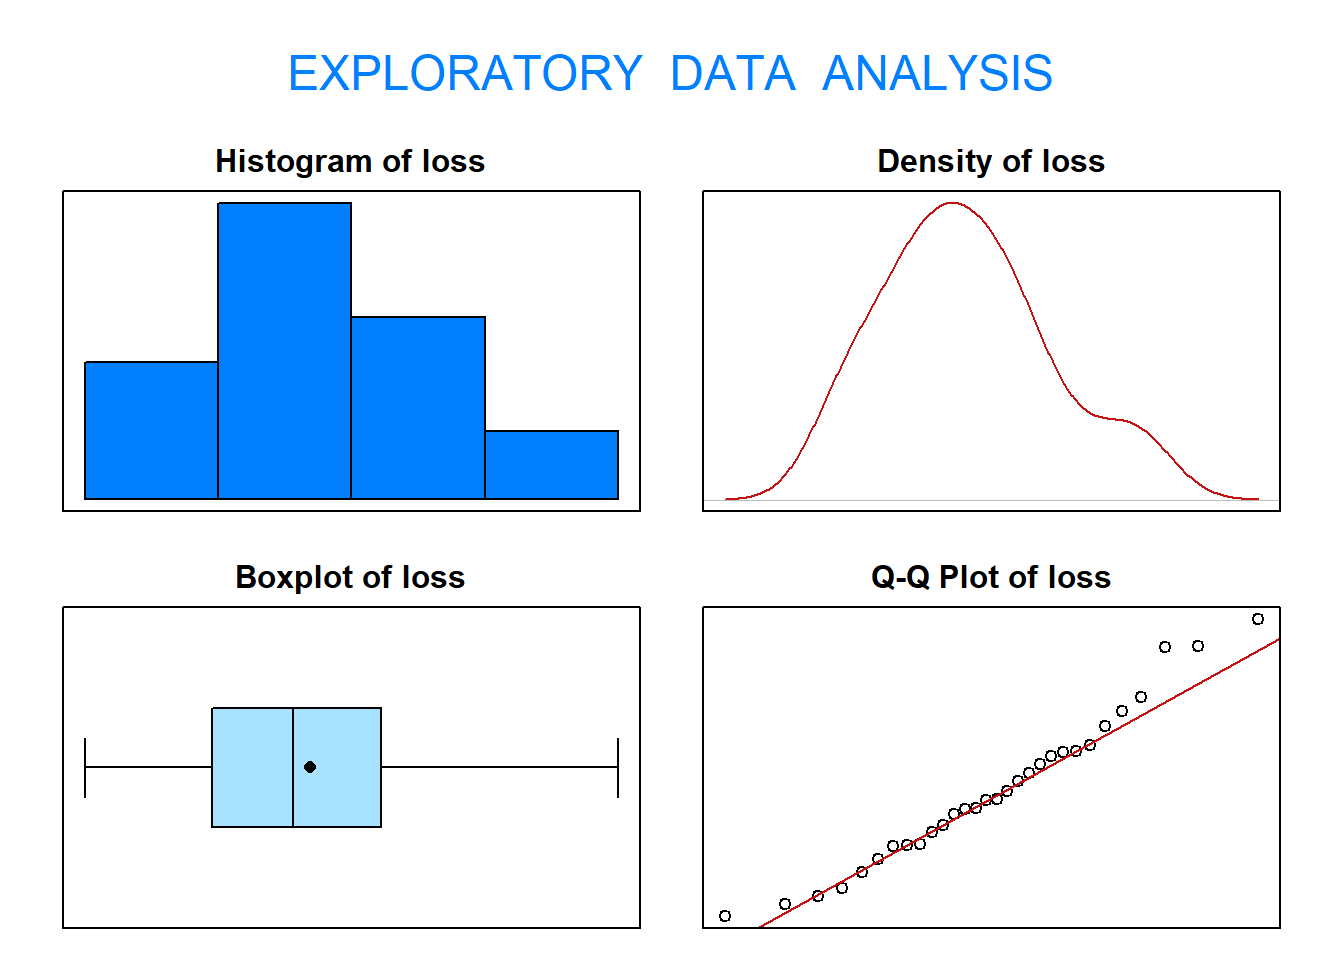 EXPLORATORY DATA ANALYSIS
Histogram of loss
Density of loss
Boxplot of loss
Q-Q Plot of loss